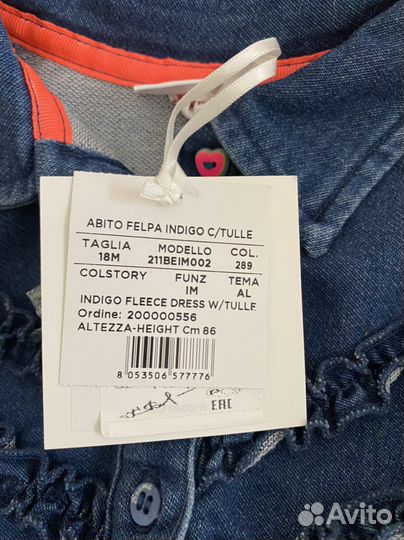 ABITO FELPA INDIGO C/TULLE
TAGLIA MODELLO COL.
18M 211BEIM002 289
COLSTORY FUNZ TEMA
IM AL
INDIGO FLEECE DRESS W/TULLE
Ordine: 200000556
ALTEZZA-HEIGHT Cm 86
8 053506 577776
EAC
Avito